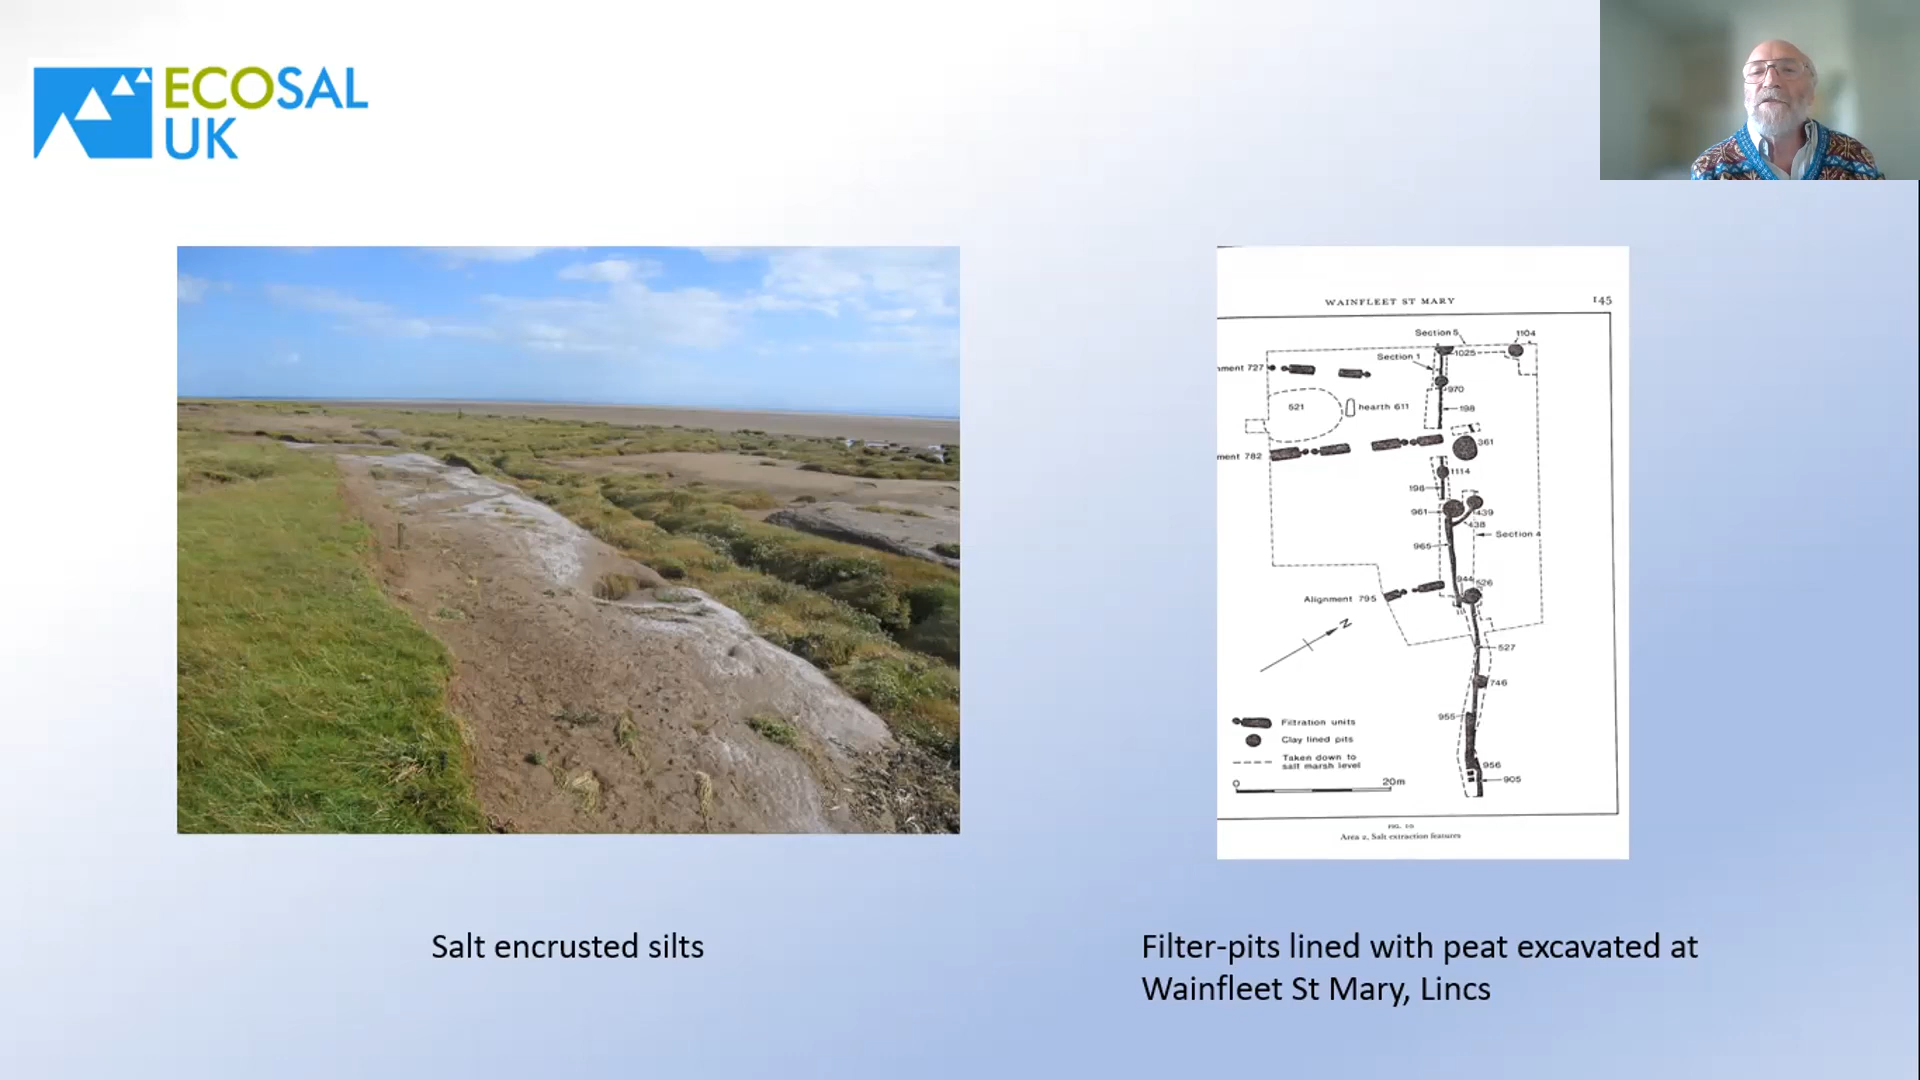 ECOSAL
UK
WAINFLEET ST MARY
145
Section 5
1104
Section 1
1025
nment 727
970
521
hearth 611
198
361
ment 782
1114
198
961
439
438
Section 4
965
944
526
Alignment 795
N
527
746
955
Filtration units
Clay lined pits
Taken down to
salt marsh level
956
905
0
20m
Area 2, Salt extraction features
Salt encrusted silts
Filter-pits lined with peat excavated at
Wainfleet St Mary, Lincs